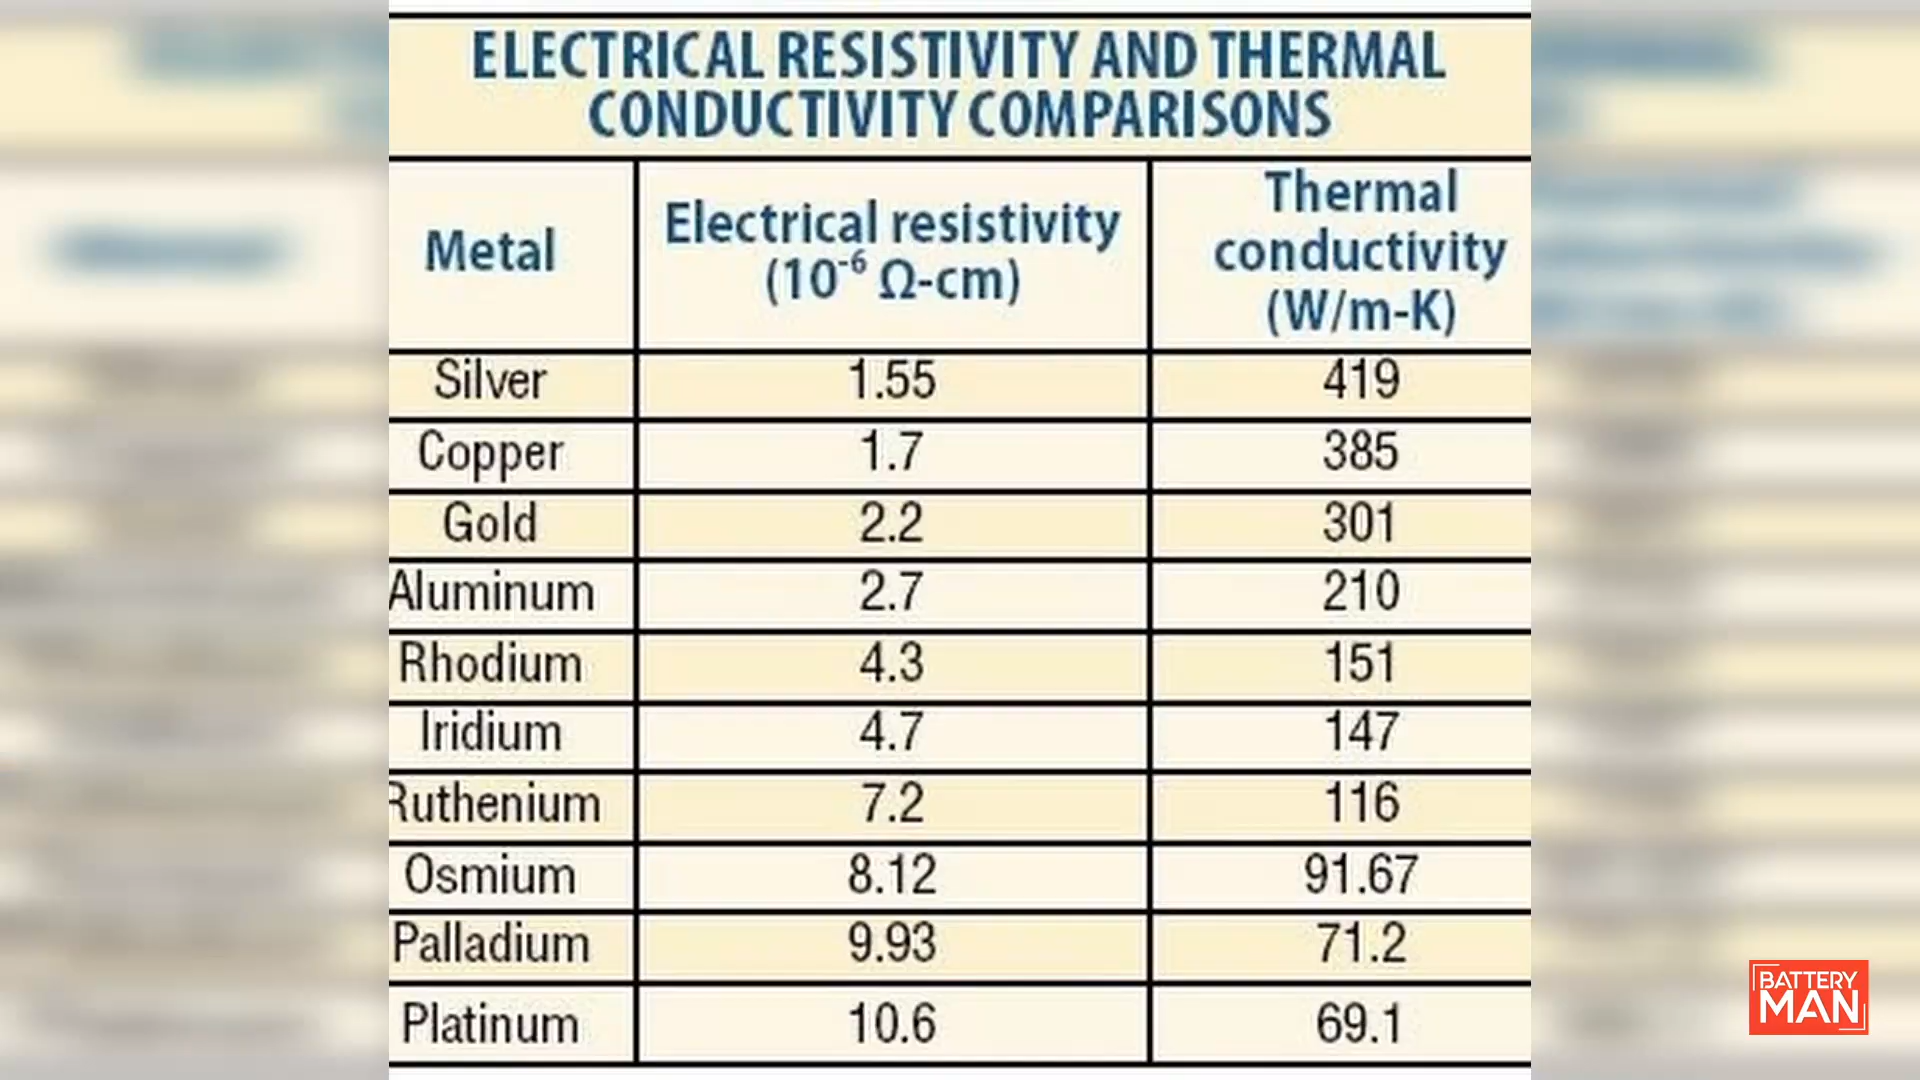 ELECTRICAL RESISTIVITY AND THERMAL
CONDUCTIVITY COMPARISONS
Metal
Electrical resistivity
(10⁻⁶ Ω-cm)
Thermal
conductivity
(W/m-K)
Silver 1.55 419
Copper 1.7 385
Gold 2.2 301
Aluminum 2.7 210
Rhodium 4.3 151
Iridium 4.7 147
Ruthenium 7.2 116
Osmium 8.12 91.67
Palladium 9.93 71.2
Platinum 10.6 69.1
BATTERY
MAN